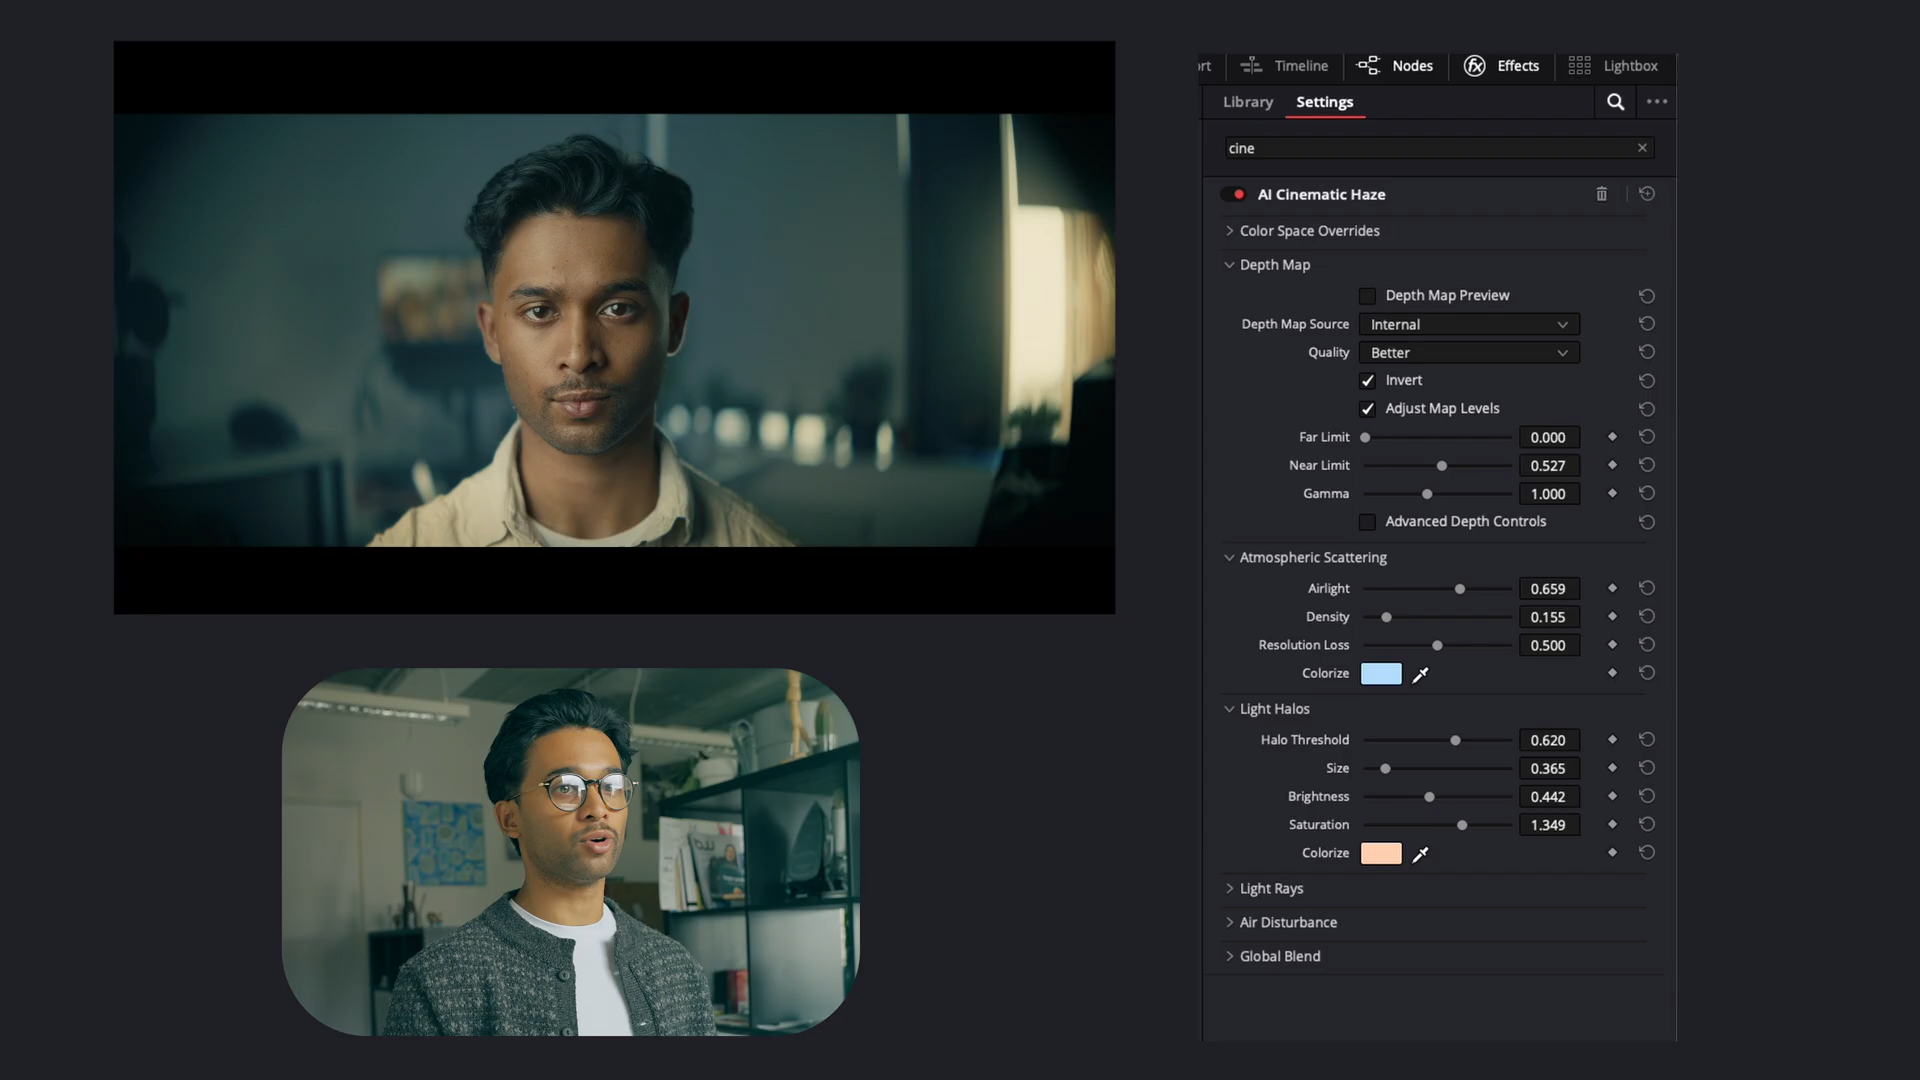 rt Timeline Nodes Effects Lightbox
Library Settings
cine
AI Cinematic Haze
Color Space Overrides
Depth Map
Depth Map Preview
Depth Map Source Internal
Quality Better
Invert
Adjust Map Levels
Far Limit 0.000
Near Limit 0.527
Gamma 1.000
Advanced Depth Controls
Atmospheric Scattering
Airlight 0.659
Density 0.155
Resolution Loss 0.500
Colorize
Light Halos
Halo Threshold 0.620
Size 0.365
Brightness 0.442
Saturation 1.349
Colorize
Light Rays
Air Disturbance
Global Blend